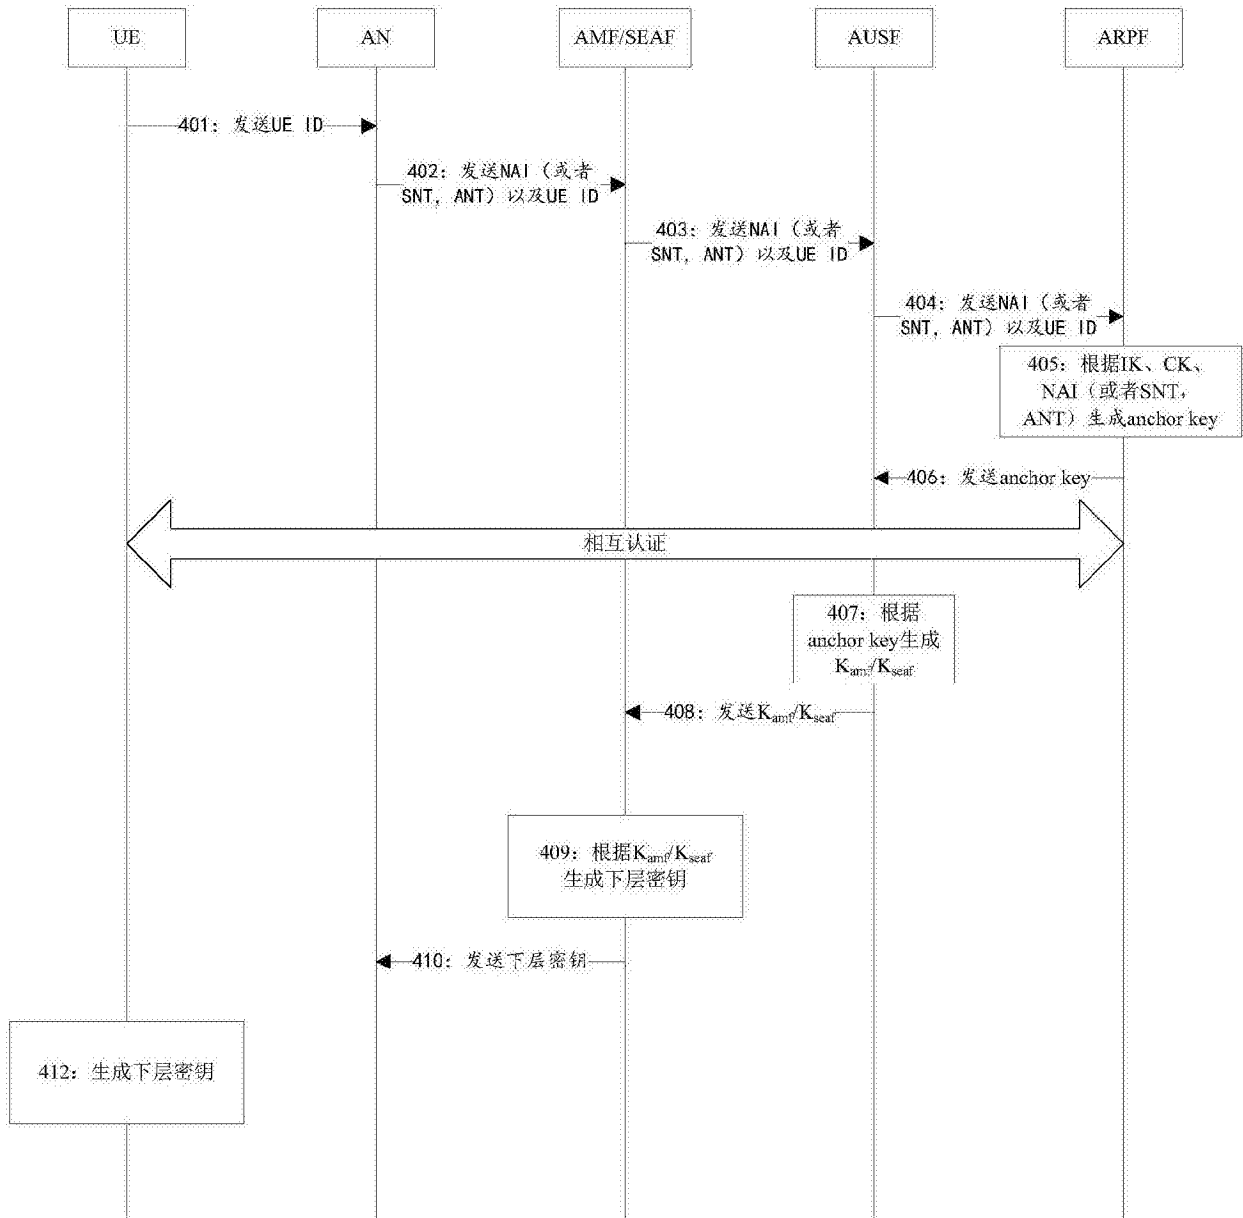 UE
AN
AMF/SEAF
AUSF
ARPF
401：发送UE ID
402：发送NAI（或者
SNT, ANT）以及UE ID
403：发送NAI（或者
SNT, ANT）以及UE ID
404：发送NAI（或者
SNT, ANT）以及UE ID
405：根据IK、CK、
NAI（或者SNT，
ANT）生成anchor key
406：发送anchor key
相互认证
407：根据
anchor key生成
Kamf/Kseaf
408：发送Kamf/Kseaf
409：根据Kamf/Kseaf
生成下层密钥
410：发送下层密钥
412：生成下层密钥